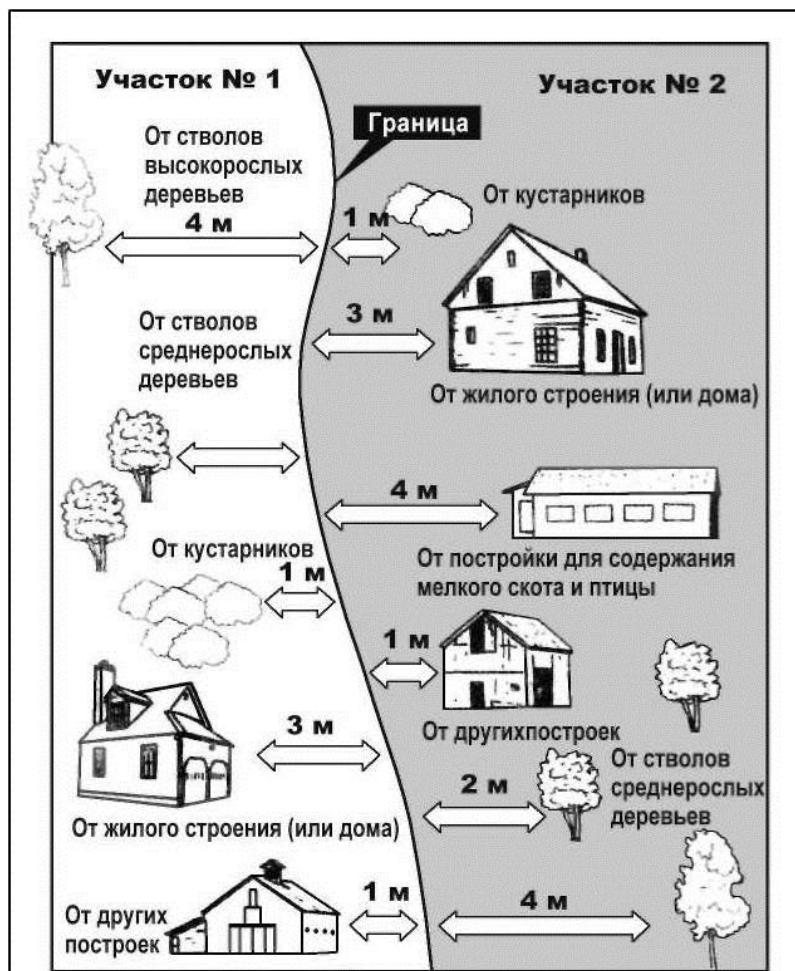 Участок № 1
Участок № 2
Граница
От стволов
высокорослых
деревьев
4 м
1 м
От кустарников
3 м
От стволов
среднерослых
деревьев
От жилого строения (или дома)
4 м
От кустарников
1 м
От постройки для содержания
мелкого скота и птицы
1 м
От другихпостроек
3 м
От жилого строения (или дома)
2 м
От стволов
среднерослых
деревьев
От других
построек
1 м
4 м